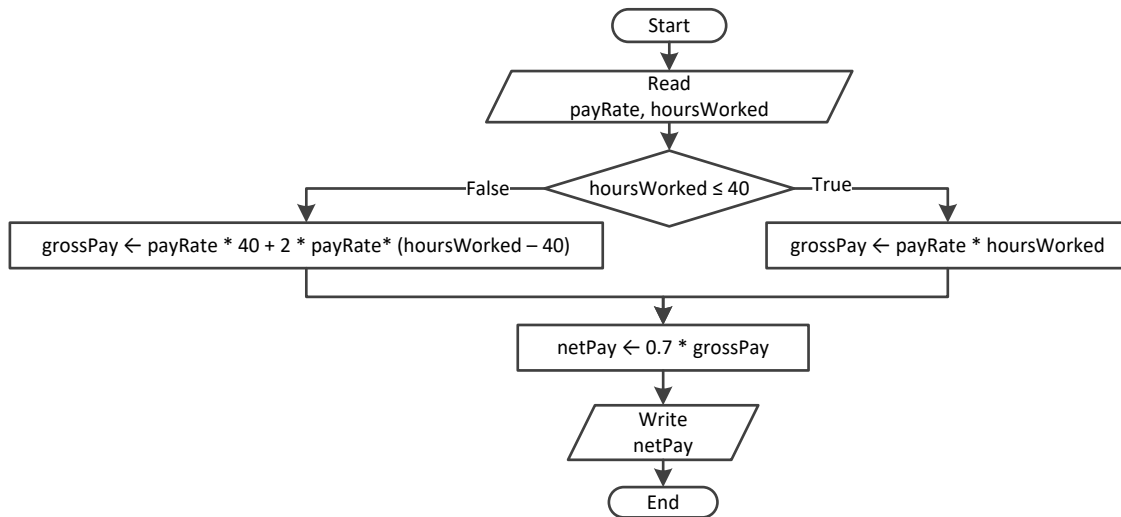 Start
Read
payRate, hoursWorked
hoursWorked ≤ 40
False
True
grossPay ← payRate * 40 + 2 * payRate* (hoursWorked – 40)
grossPay ← payRate * hoursWorked
netPay ← 0.7 * grossPay
Write
netPay
End